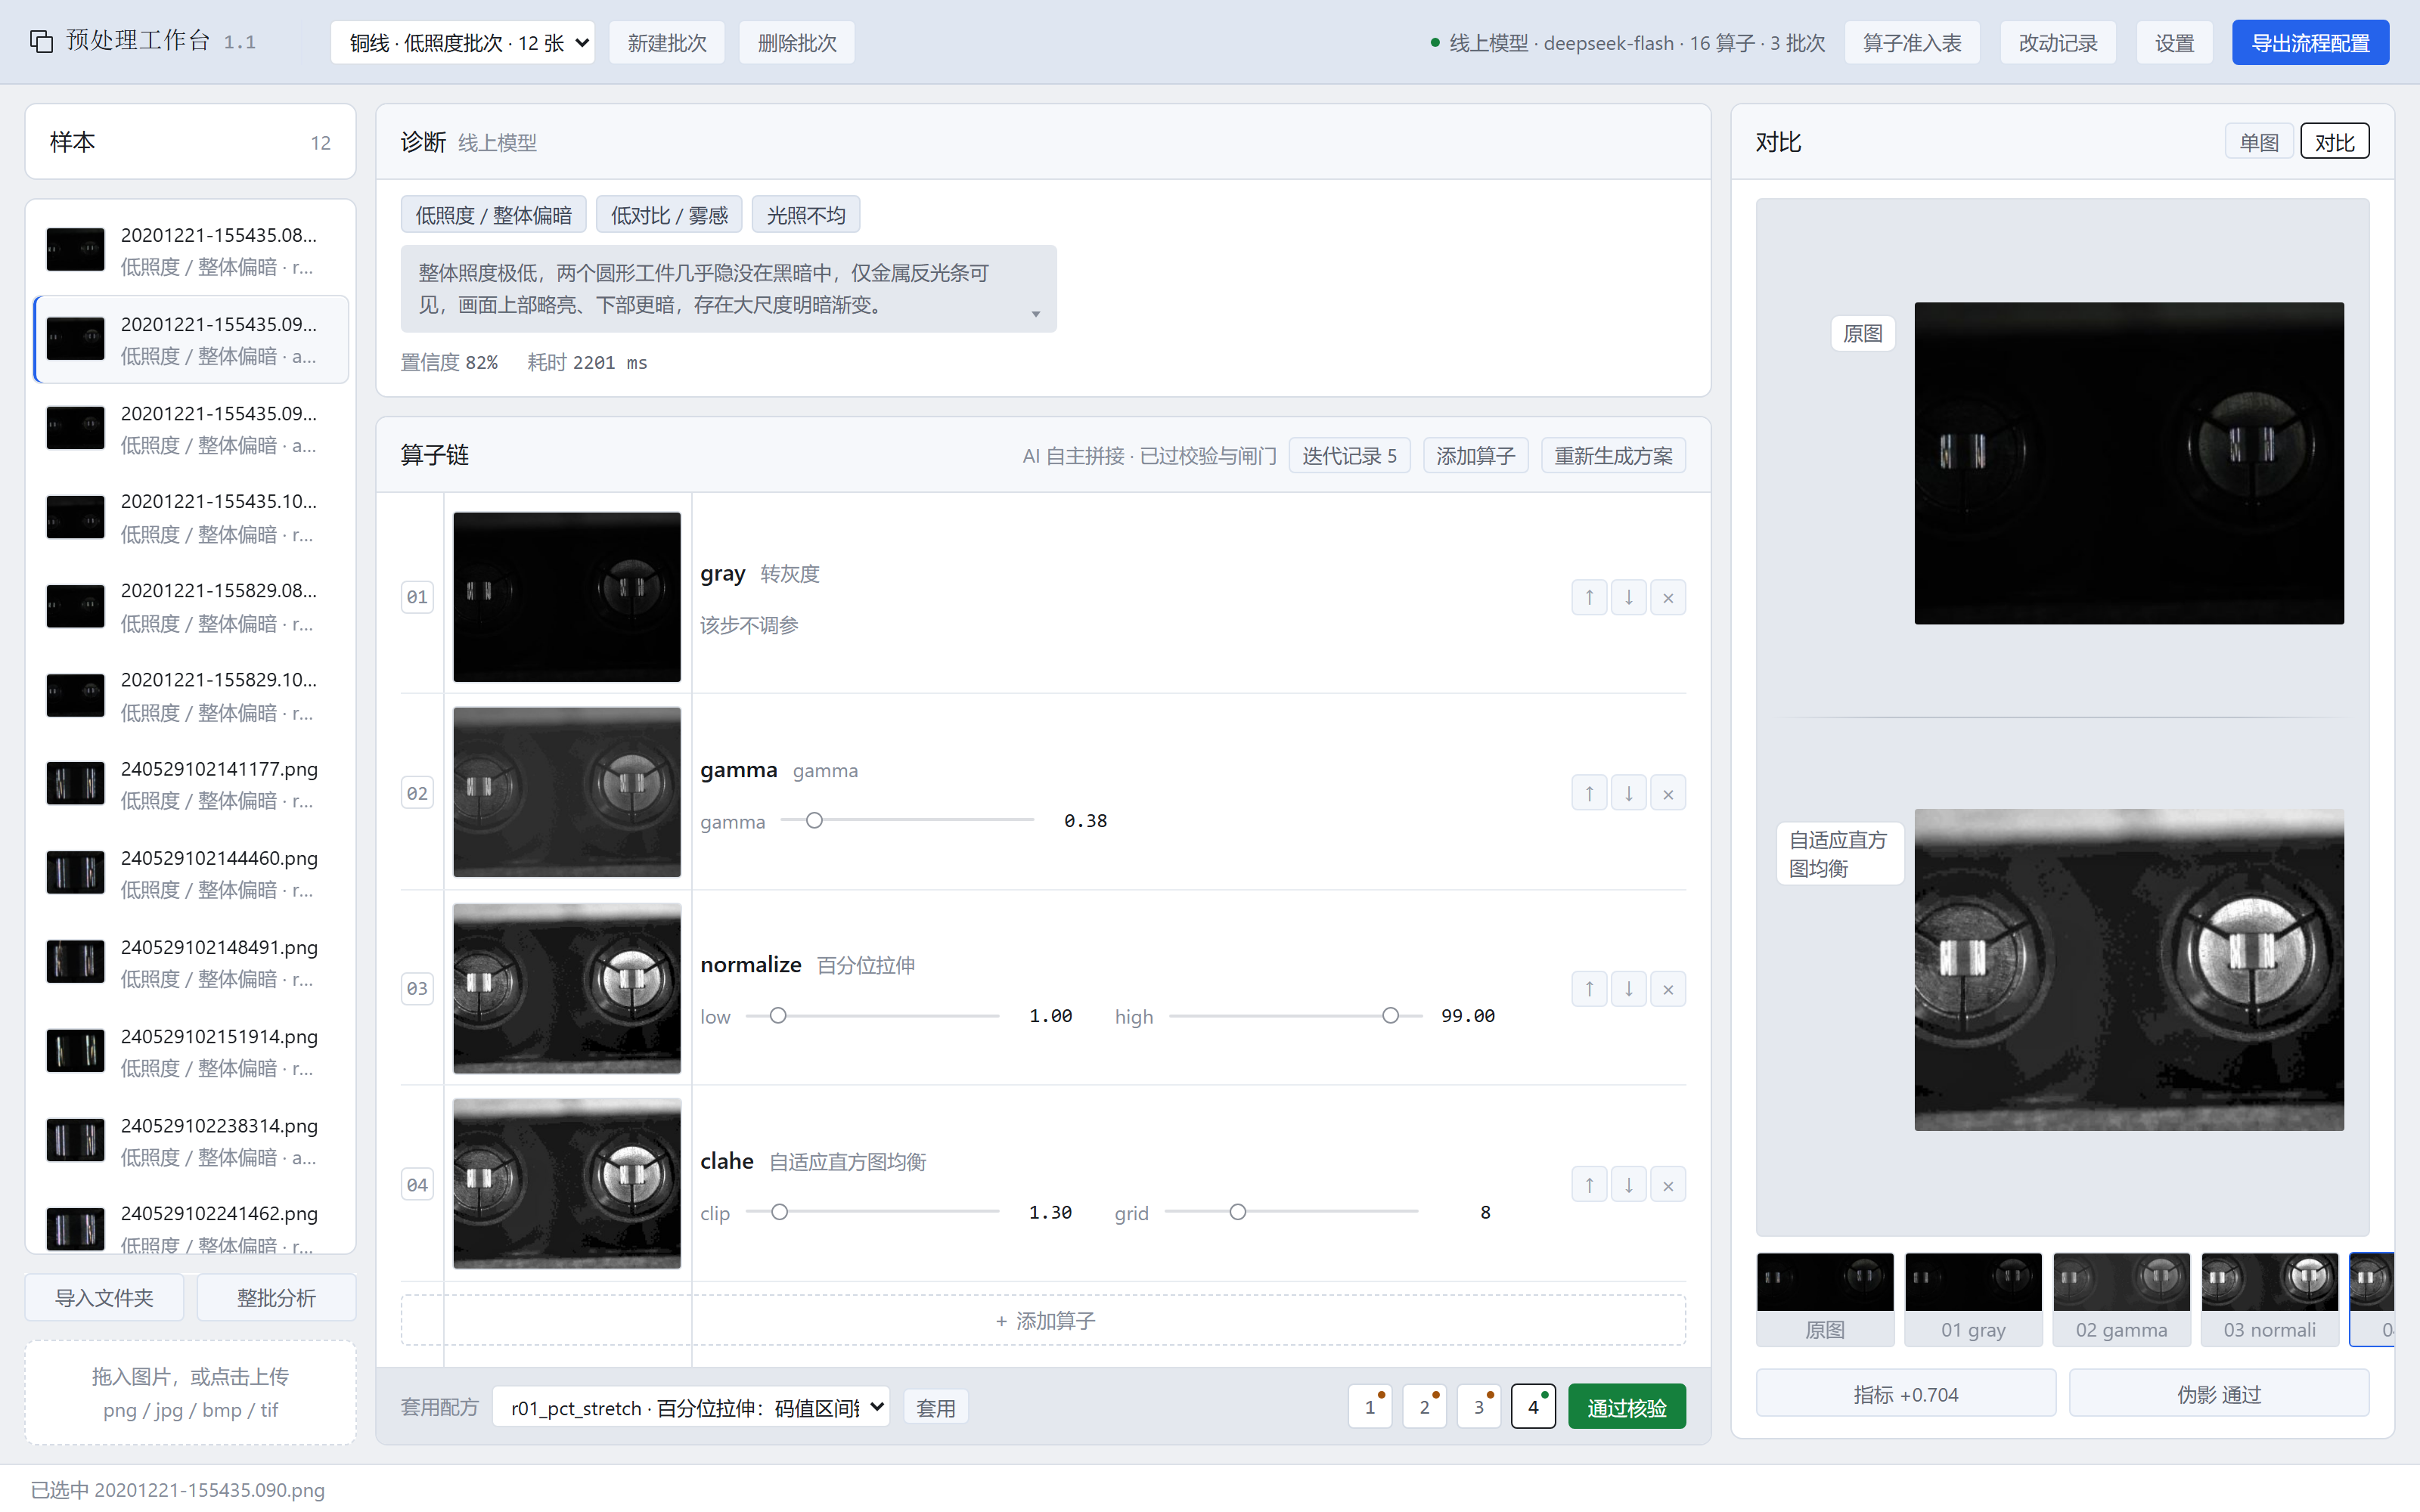 预处理工作台 1.1
铜线 · 低照度批次 · 12 张
新建批次
删除批次
线上模型 · deepseek-flash · 16 算子 · 3 批次
算子准入表
改动记录
设置
导出流程配置
样本
12
20201221-155435.08...
低照度 / 整体偏暗 · r...
20201221-155435.09...
低照度 / 整体偏暗 · a...
20201221-155435.09...
低照度 / 整体偏暗 · a...
20201221-155435.10...
低照度 / 整体偏暗 · r...
20201221-155829.08...
低照度 / 整体偏暗 · r...
20201221-155829.10...
低照度 / 整体偏暗 · r...
240529102141177.png
低照度 / 整体偏暗 · r...
240529102144460.png
低照度 / 整体偏暗 · r...
240529102148491.png
低照度 / 整体偏暗 · r...
240529102151914.png
低照度 / 整体偏暗 · r...
240529102238314.png
低照度 / 整体偏暗 · a...
240529102241462.png
低照度 / 整体偏暗 · r...
导入文件夹
整批分析
拖入图片，或点击上传
png / jpg / bmp / tif
诊断 线上模型
低照度 / 整体偏暗
低对比 / 雾感
光照不均
整体照度极低，两个圆形工件几乎隐没在黑暗中，仅金属反光条可
见，画面上部略亮、下部更暗，存在大尺度明暗渐变。
置信度 82% 耗时 2201 ms
算子链
AI 自主拼接 · 已过校验与闸门
迭代记录 5
添加算子
重新生成方案
01
gray 转灰度
该步不调参
↑ ↓ ×
02
gamma gamma
gamma 0.38
↑ ↓ ×
03
normalize 百分位拉伸
low 1.00 high 99.00
↑ ↓ ×
04
clahe 自适应直方图均衡
clip 1.30 grid 8
↑ ↓ ×
+ 添加算子
套用配方
r01_pct_stretch · 百分位拉伸：码值区间
套用
1
2
3
4
通过核验
对比
单图
对比
原图
自适应直方
图均衡
原图
01 gray
02 gamma
03 normali
0
指标 +0.704
伪影 通过
已选中 20201221-155435.090.png